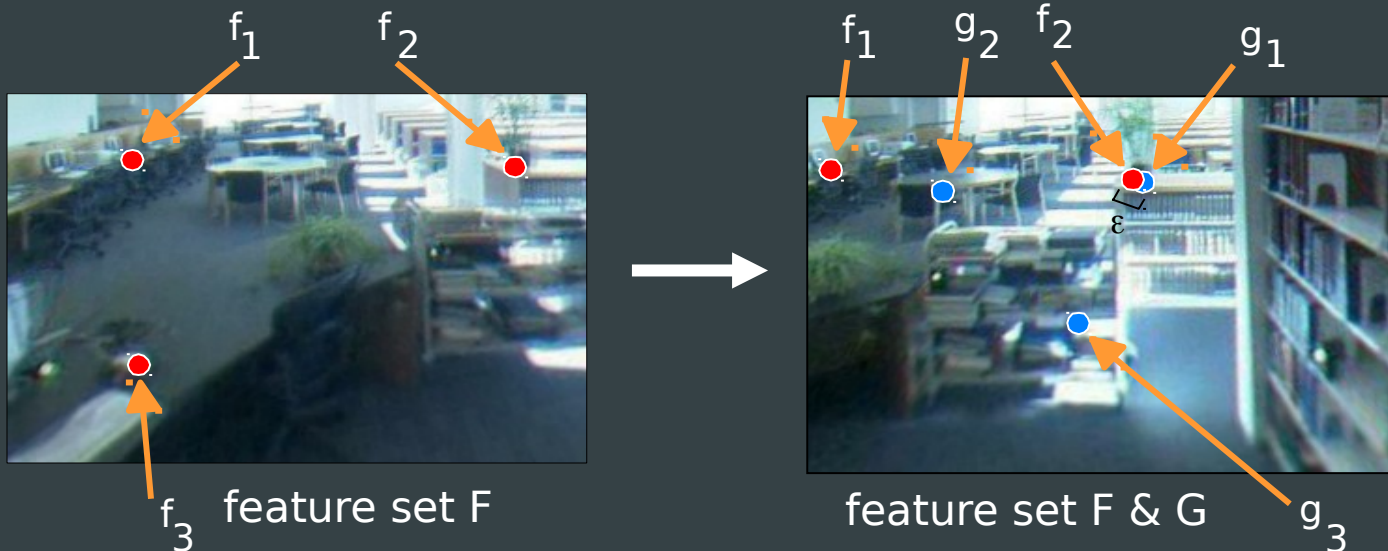 f1
f2
f3
feature set F
f1
g2
f2
g1
ε
g3
feature set F & G